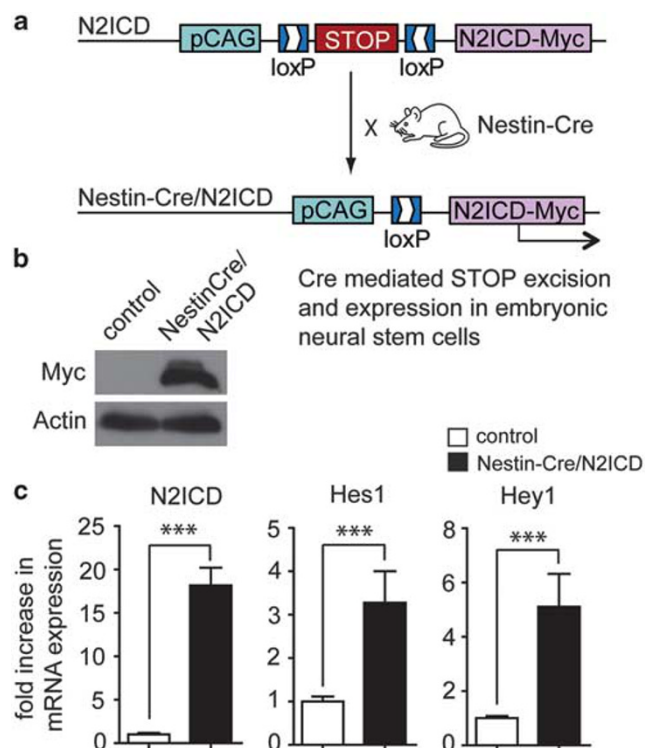 a
N2ICD
pCAG
STOP
N2ICD-Myc
loxP
loxP
X
Nestin-Cre
Nestin-Cre/N2ICD
pCAG
N2ICD-Myc
loxP
b
control
NestinCre/
N2ICD
Cre mediated STOP excision
and expression in embryonic
neural stem cells
Myc
Actin
control
Nestin-Cre/N2ICD
c
N2ICD
Hes1
Hey1
fold increase in
mRNA expression
25
20
15
10
5
0
***
5
4
3
2
1
0
***
8
6
4
2
0
***